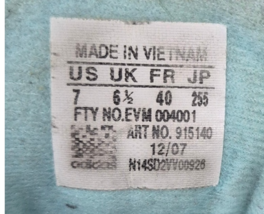 MADE IN VIETNAM
US UK FR JP
7 6½ 40 255
FTY NO.EVM 004001
ART NO. 915140
12/07
adidas N14SD2VY00926